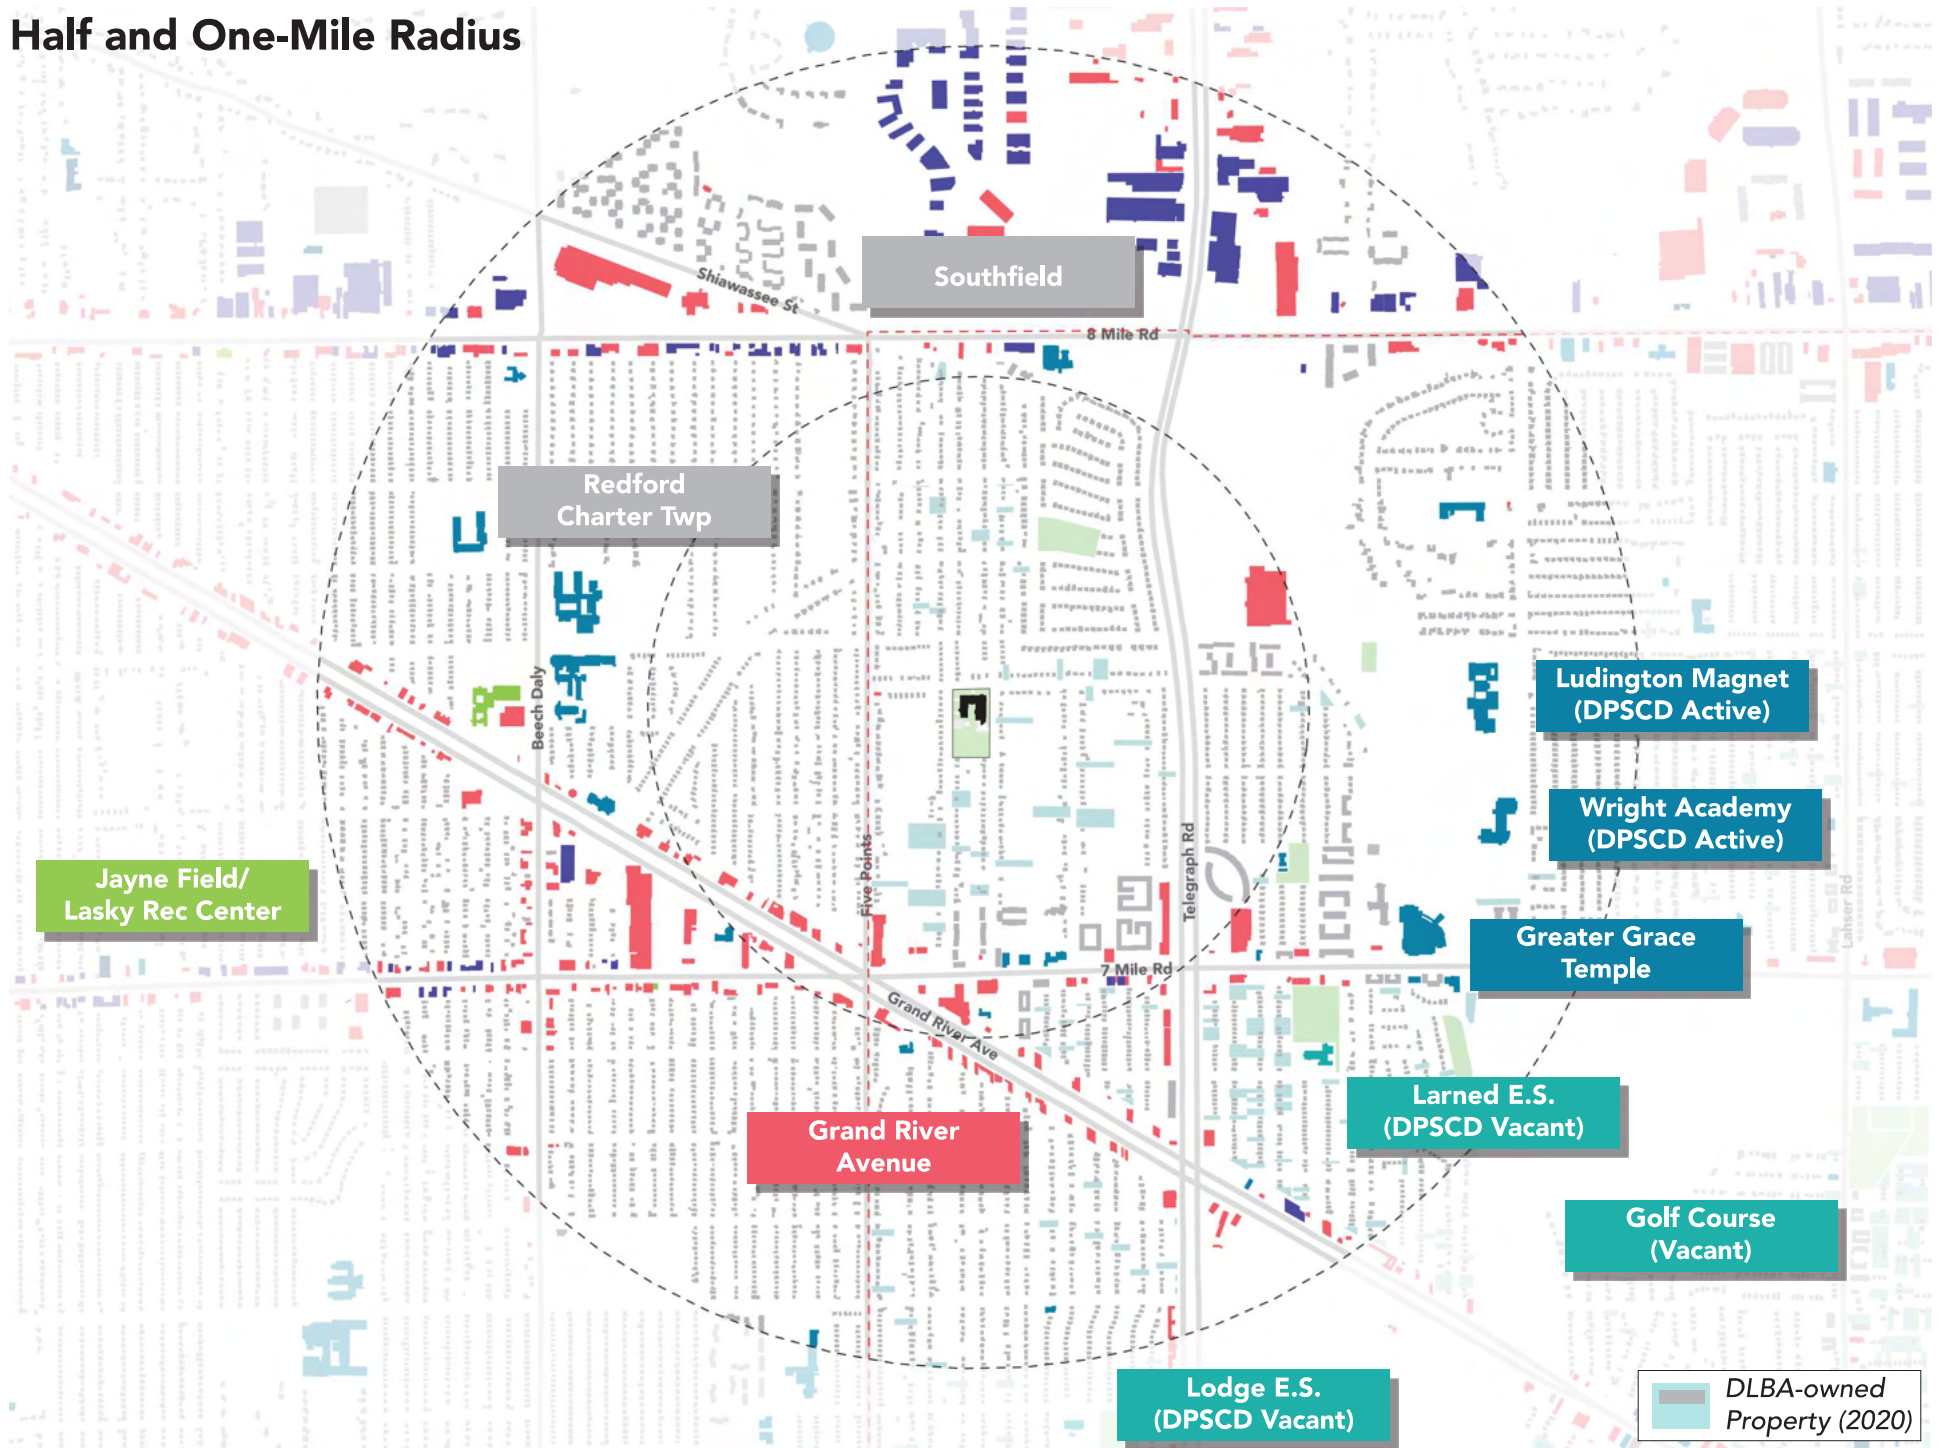 Half and One-Mile Radius
Southfield
Shiawassee St
8 Mile Rd
Redford
Charter Twp
Beech Daly
Ludington Magnet
(DPSCD Active)
Wright Academy
(DPSCD Active)
Jayne Field/
Lasky Rec Center
Five Points
Telegraph Rd
Lahser Rd
Greater Grace
Temple
7 Mile Rd
Grand River Ave
Larned E.S.
(DPSCD Vacant)
Grand River
Avenue
Golf Course
(Vacant)
Lodge E.S.
(DPSCD Vacant)
DLBA-owned
Property (2020)